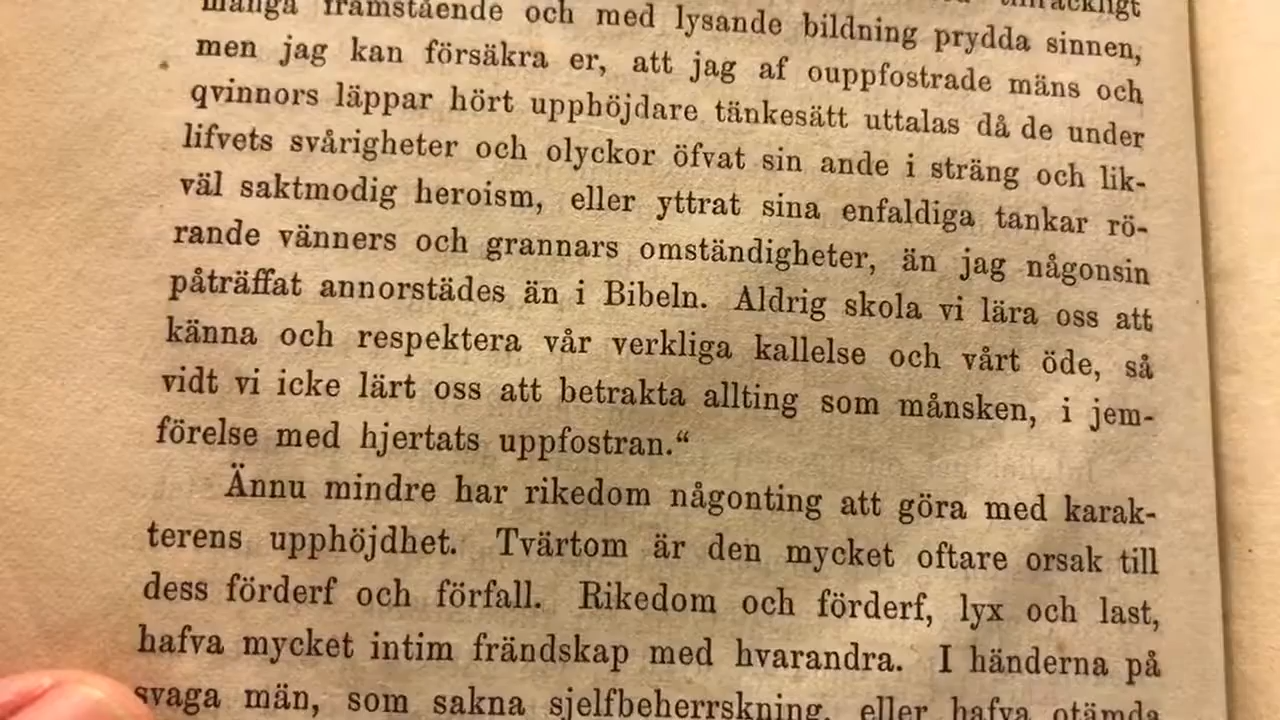 många framstående och med lysande bildning prydda sinnen,
men jag kan försäkra er, att jag af ouppfostrade mäns och
qvinnors läppar hört upphöjdare tänkesätt uttalas då de under
lifvets svårigheter och olyckor öfvat sin ande i sträng och lik-
väl saktmodig heroism, eller yttrat sina enfaldiga tankar rö-
rande vänners och grannars omständigheter, än jag någonsin
påträffat annorstädes än i Bibeln. Aldrig skola vi lära oss att
känna och respektera vår verkliga kallelse och vårt öde, så
vidt vi icke lärt oss att betrakta allting som månsken, i jem-
förelse med hjertats uppfostran.“
Ännu mindre har rikedom någonting att göra med karak-
terens upphöjdhet. Tvärtom är den mycket oftare orsak till
dess förderf och förfall. Rikedom och förderf, lyx och last,
hafva mycket intim frändskap med hvarandra. I händerna på
svaga män, som sakna sjelfbeherrskning, eller hafva otämda